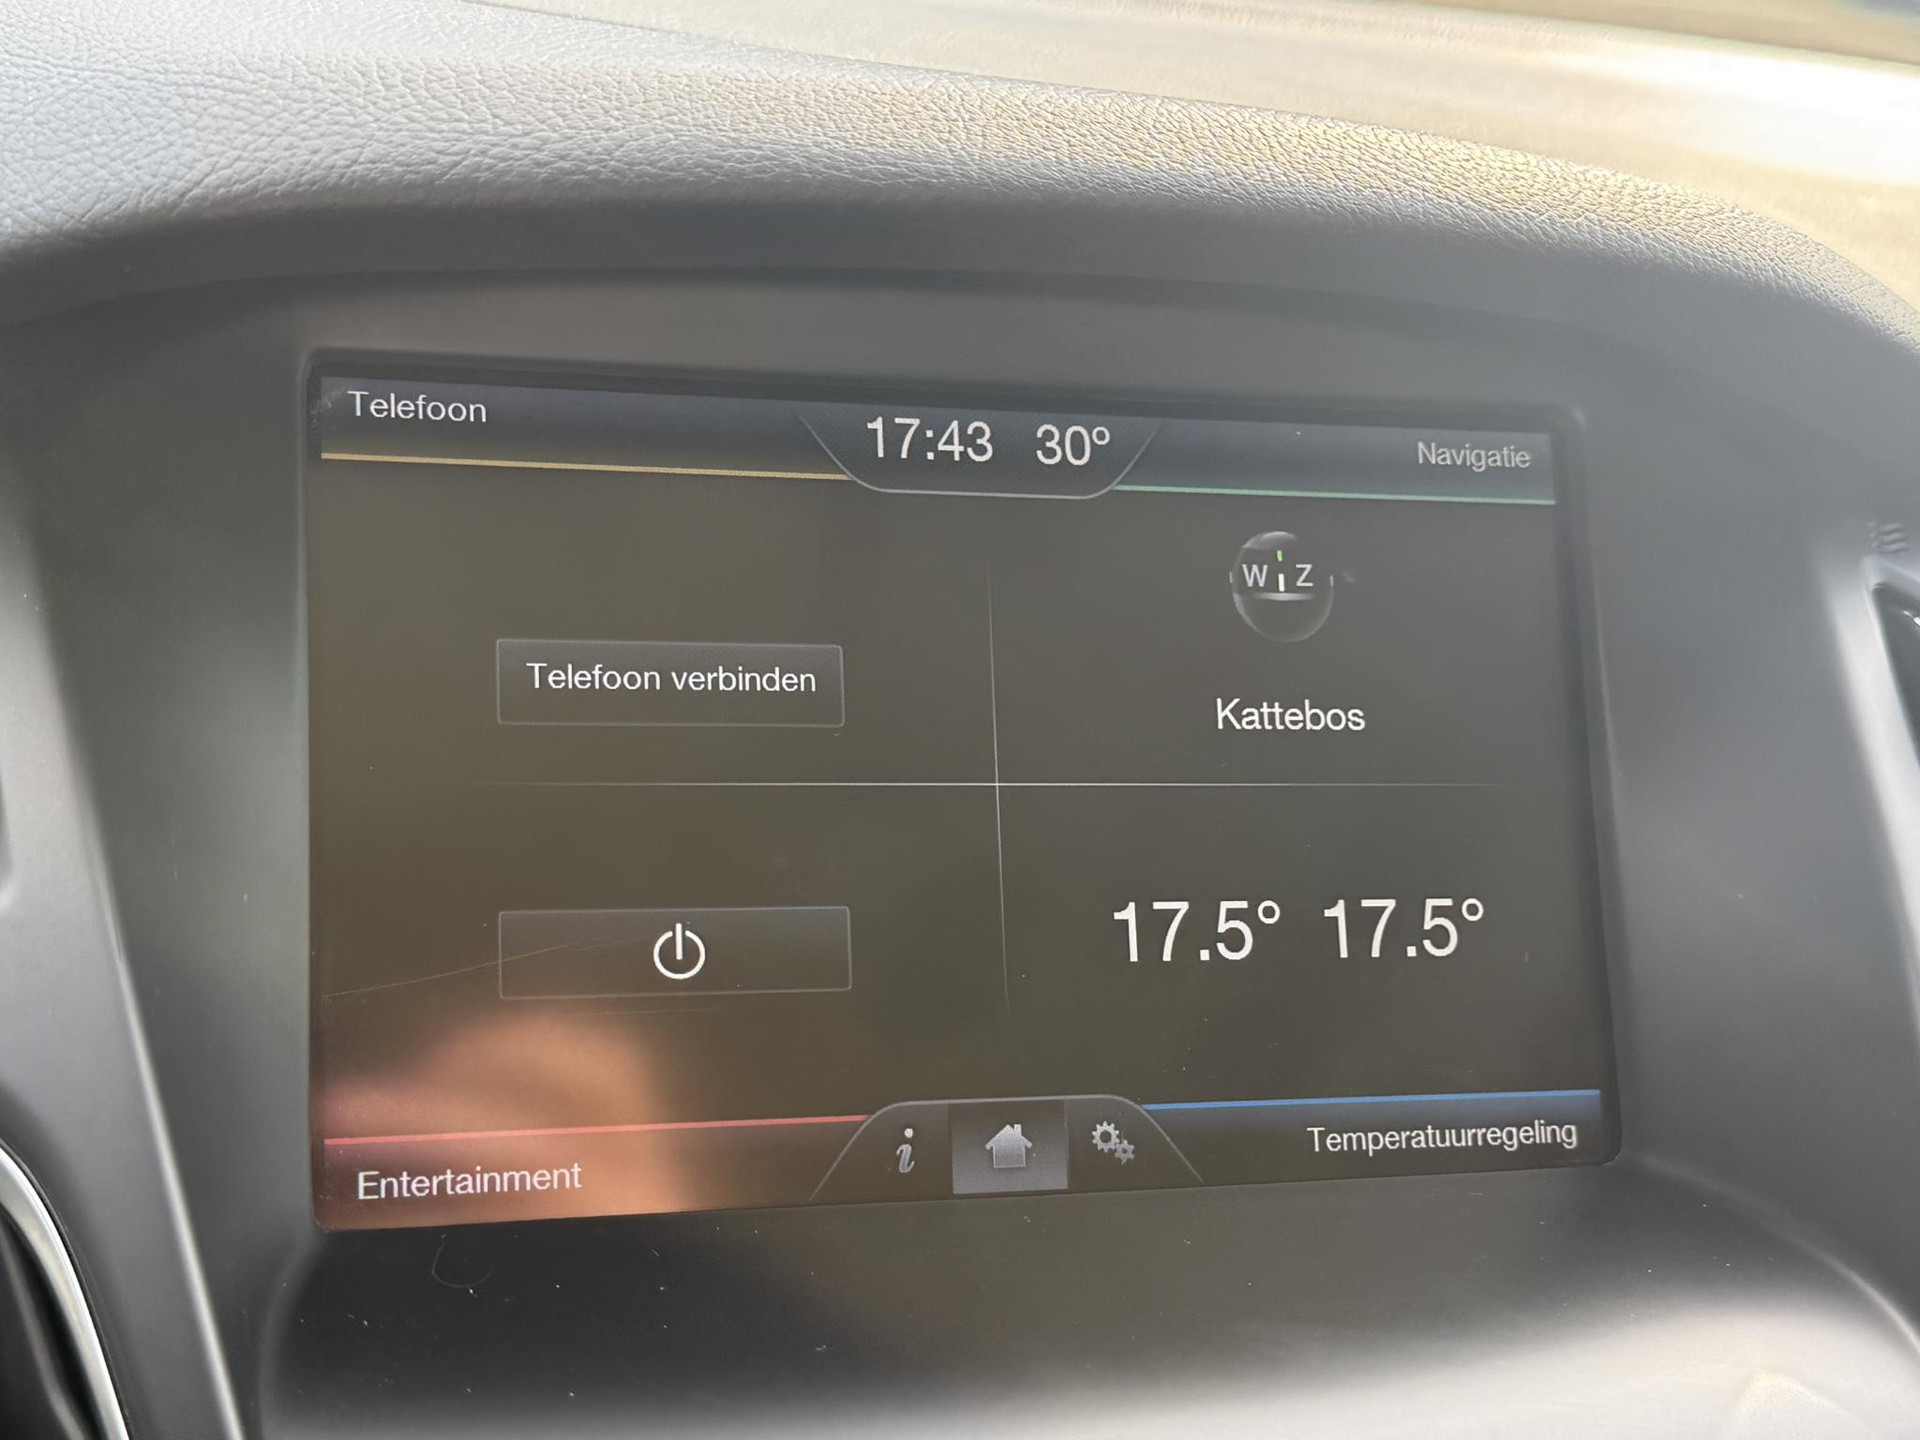 Telefoon
17:43 30°
Navigatie
W Z
Telefoon verbinden
Kattebos
17.5° 17.5°
Entertainment
i
Temperatuurregeling